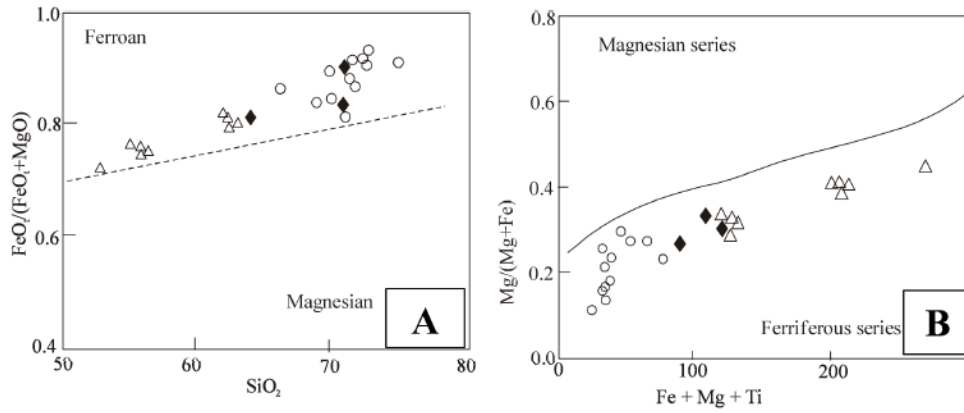 1.0
Ferroan
0.8
0.6
Magnesian
0.4
50
60
70
80
SiO₂
FeOₜ/(FeOₜ+MgO)
A
0.8
Magnesian series
0.6
0.4
0.2
Ferriferous series
0.0
0
100
200
Fe + Mg + Ti
Mg/(Mg+Fe)
B